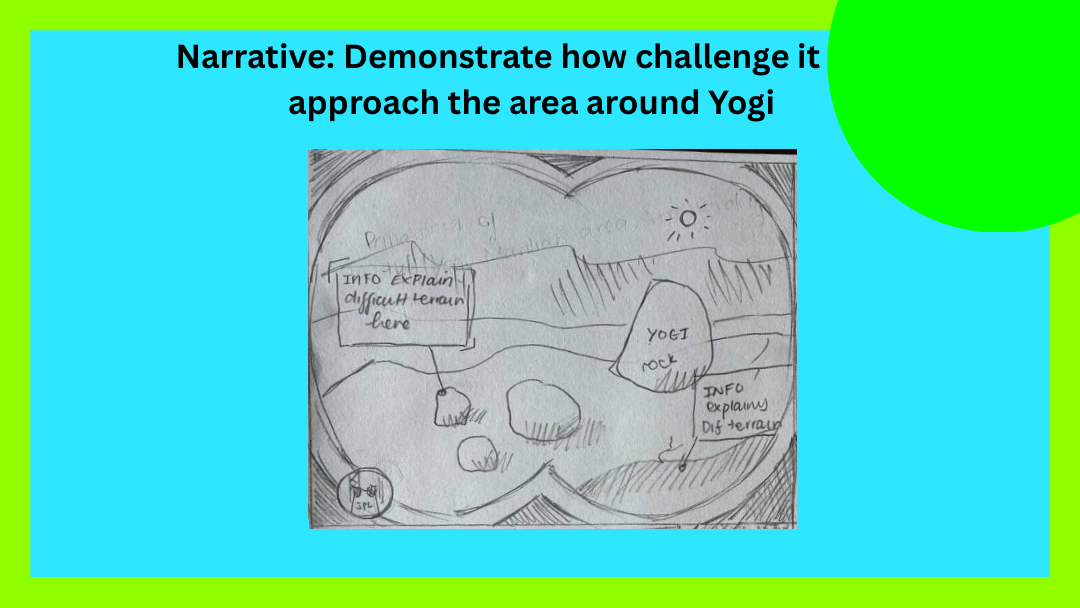 Narrative: Demonstrate how challenge it
approach the area around Yogi
area
INFO Explain
difficult terrain
here
YOGI
rock
INFO
explains
Dif terrain
JPL